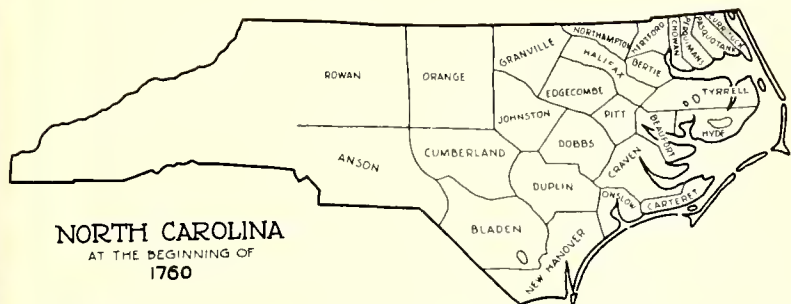 CURRITUCK
PASQUOTANK
PERQUIMANS
CHOWAN
HERTFORD
NORTHAMPTON
GRANVILLE
HALIFAX
BERTIE
ROWAN
ORANGE
EDGECOMBE
TYRRELL
JOHNSTON
PITT
BEAUFORT
HYDE
DOBBS
ANSON
CUMBERLAND
CRAVEN
DUPLIN
ONSLOW
CARTERET
BLADEN
NEW HANOVER
NORTH CAROLINA
AT THE BEGINNING OF
1760